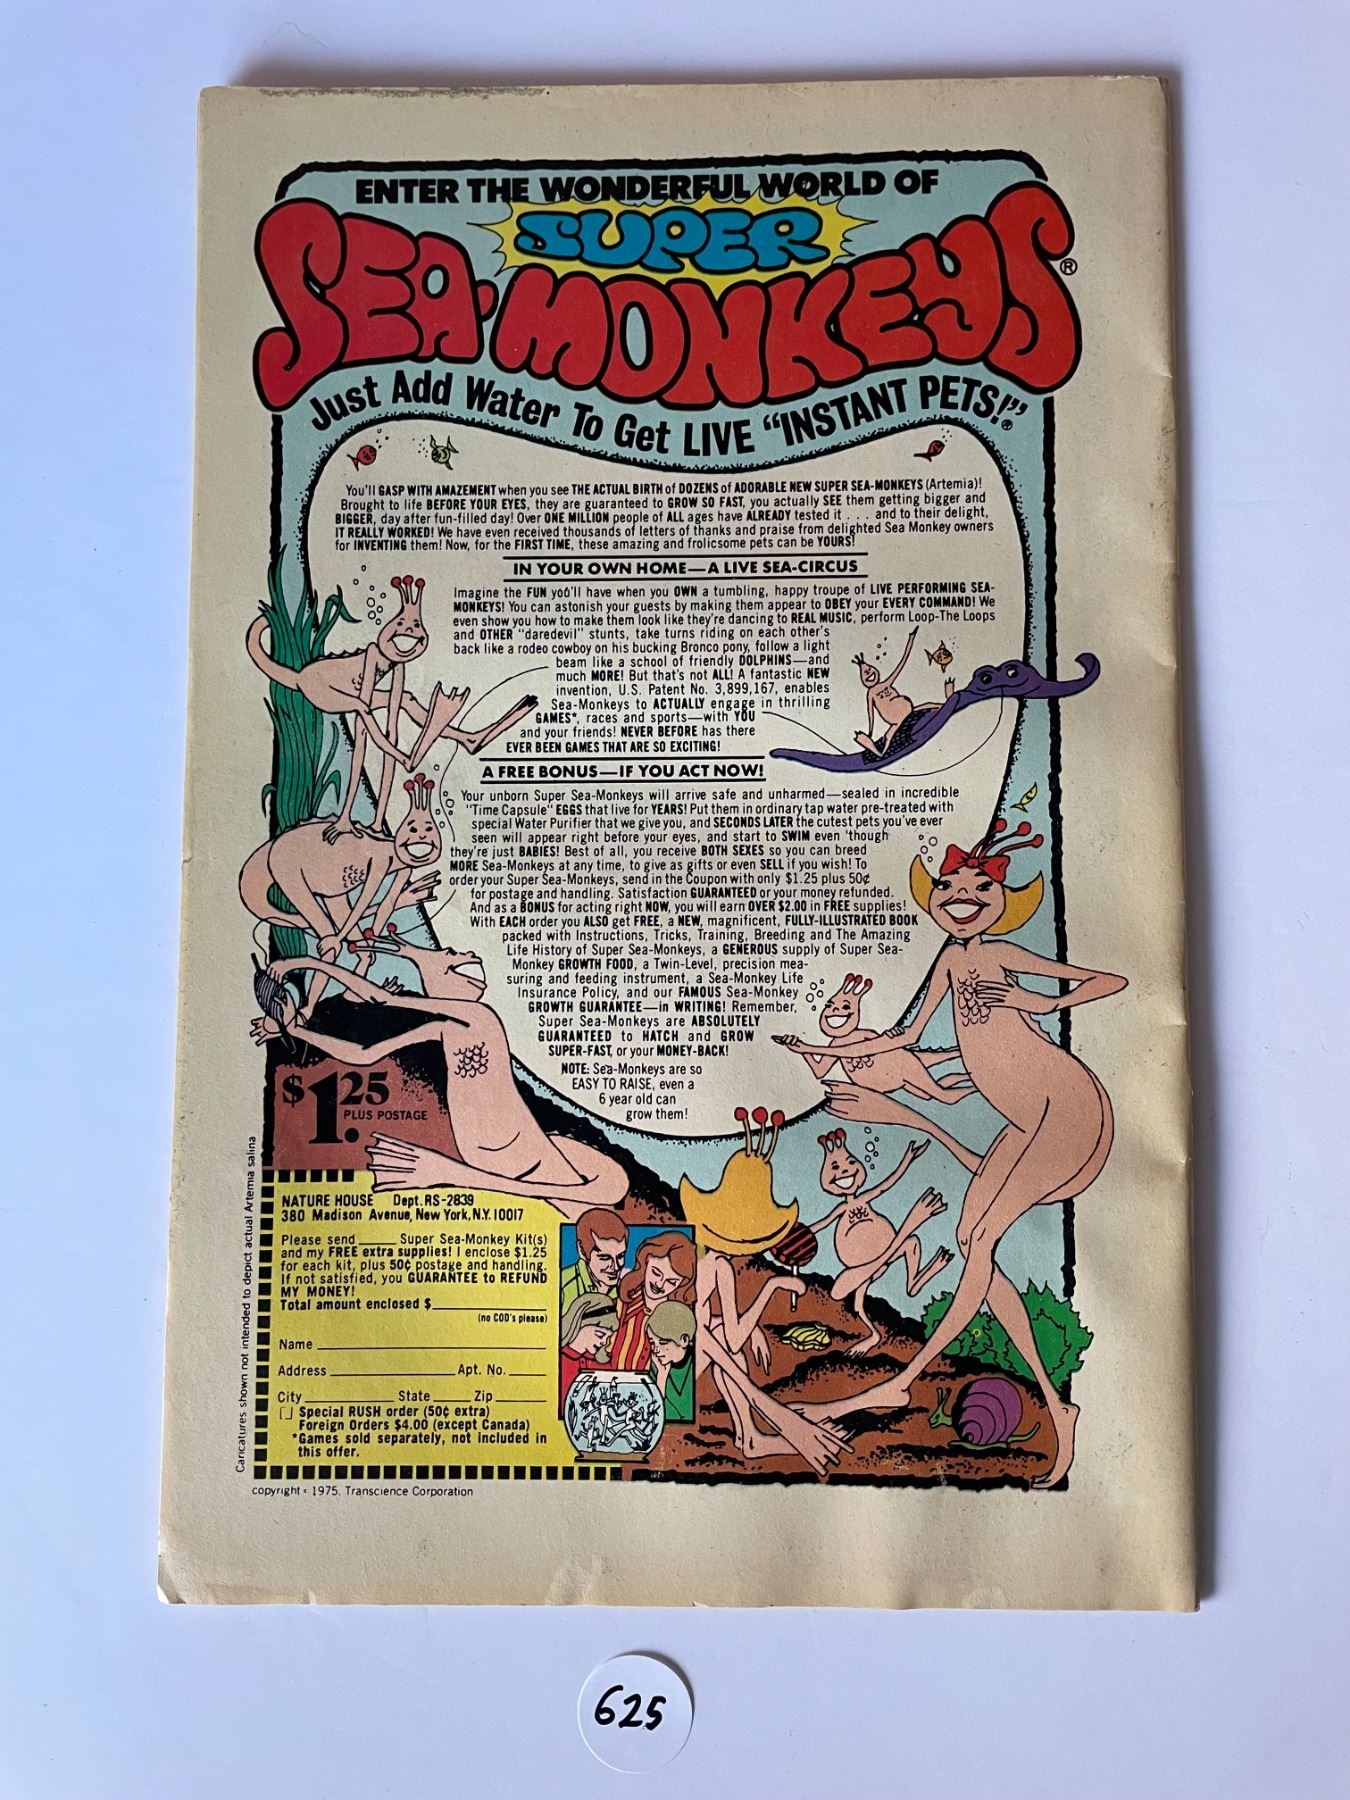 ENTER THE WONDERFUL WORLD OF
SUPER
SEA-MONKEYS®
Just Add Water To Get LIVE "INSTANT PETS!"®
You'll GASP WITH AMAZEMENT when you see THE ACTUAL BIRTH of DOZENS of ADORABLE NEW SUPER SEA-MONKEYS (Artemia)!
Brought to life BEFORE YOUR EYES, they are guaranteed to GROW SO FAST, you actually SEE them getting bigger and
BIGGER, day after fun-filled day! Over ONE MILLION people of ALL ages have ALREADY tested it . . . and to their delight,
IT REALLY WORKED! We have even received thousands of letters of thanks and praise from delighted Sea Monkey owners
for INVENTING them! Now, for the FIRST TIME, these amazing and frolicsome pets can be YOURS!
IN YOUR OWN HOME—A LIVE SEA-CIRCUS
Imagine the FUN you'll have when you OWN a tumbling, happy troupe of LIVE PERFORMING SEA-
MONKEYS! You can astonish your guests by making them appear to OBEY your EVERY COMMAND! We
even show you how to make them look like they're dancing to REAL MUSIC, perform Loop-The Loops
and OTHER "daredevil" stunts, take turns riding on each other's
back like a rodeo cowboy on his bucking Bronco pony, follow a light
beam like a school of friendly DOLPHINS—and
much MORE! But that's not ALL! A fantastic NEW
invention, U.S. Patent No. 3,899,167, enables
Sea-Monkeys to ACTUALLY engage in thrilling
GAMES*, races and sports—with YOU
and your friends! NEVER BEFORE has there
EVER BEEN GAMES THAT ARE SO EXCITING!
A FREE BONUS—IF YOU ACT NOW!
Your unborn Super Sea-Monkeys will arrive safe and unharmed—sealed in incredible
"Time Capsule" EGGS that live for YEARS! Put them in ordinary tap water pre-treated with
special Water Purifier that we give you, and SECONDS LATER the cutest pets you've ever
seen will appear right before your eyes, and start to SWIM even 'though
they're just BABIES! Best of all, you receive BOTH SEXES so you can breed
MORE Sea-Monkeys at any time, to give as gifts or even SELL if you wish! To
order your Super Sea-Monkeys, send in the Coupon with only $1.25 plus 50¢
for postage and handling. Satisfaction GUARANTEED or your money refunded.
And as a BONUS for acting right NOW, you will earn OVER $2.00 in FREE supplies!
With EACH order you ALSO get FREE, a NEW, magnificent, FULLY-ILLUSTRATED BOOK
packed with Instructions, Tricks, Training, Breeding and The Amazing
Life History of Super Sea-Monkeys, a GENEROUS supply of Super Sea-
Monkey GROWTH FOOD, a Twin-Level, precision mea-
suring and feeding instrument, a Sea-Monkey Life
Insurance Policy, and our FAMOUS Sea-Monkey
GROWTH GUARANTEE—in WRITING! Remember,
Super Sea-Monkeys are ABSOLUTELY
GUARANTEED to HATCH and GROW
SUPER-FAST, or your MONEY-BACK!
NOTE: Sea-Monkeys are so
EASY TO RAISE, even a
6 year old can
grow them!
$1.25
PLUS POSTAGE
NATURE HOUSE Dept. RS-2839
380 Madison Avenue, New York, N.Y. 10017
Please send ____ Super Sea-Monkey Kit(s)
and my FREE extra supplies! I enclose $1.25
for each kit, plus 50¢ postage and handling.
If not satisfied, you GUARANTEE to REFUND
MY MONEY!
Total amount enclosed $____
(no COD's please)
Name ____
Address ____ Apt. No. ____
City ____ State ____ Zip ____
Special RUSH order (50¢ extra)
Foreign Orders $4.00 (except Canada)
*Games sold separately, not included in
this offer.
Caricatures shown not intended to depict actual Artemia salina
copyright c 1975, Transcience Corporation
625